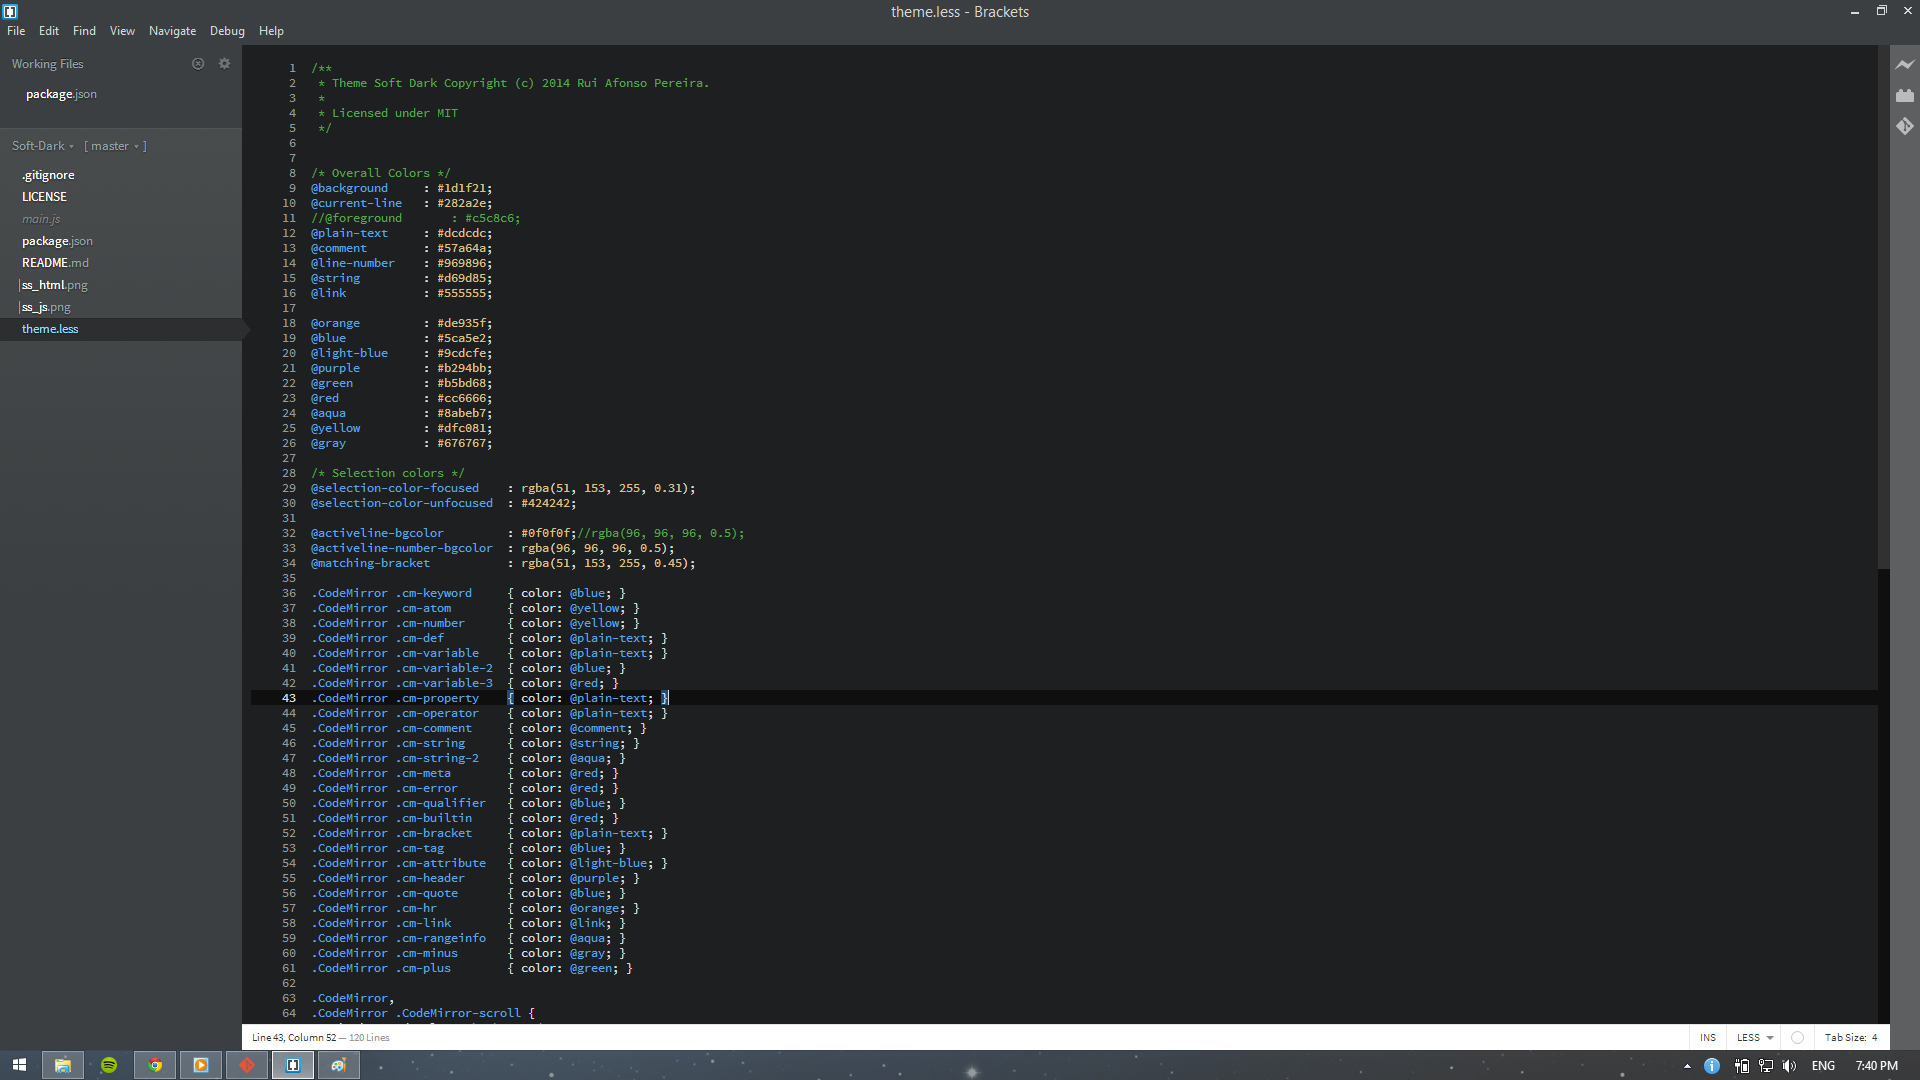 theme.less - Brackets
File Edit Find View Navigate Debug Help
Working Files
package.json
Soft-Dark [ master ]
.gitignore
LICENSE
main.js
package.json
README.md
ss_html.png
ss_js.png
theme.less
1 /**
2 * Theme Soft Dark Copyright (c) 2014 Rui Afonso Pereira.
3 *
4 * Licensed under MIT
5 */
6
7
8 /* Overall Colors */
9 @background : #1d1f21;
10 @current-line : #282a2e;
11 //@foreground : #c5c8c6;
12 @plain-text : #dcdcdc;
13 @comment : #57a64a;
14 @line-number : #969896;
15 @string : #d69d85;
16 @link : #555555;
17
18 @orange : #de935f;
19 @blue : #5ca5e2;
20 @light-blue : #9cdcfe;
21 @purple : #b294bb;
22 @green : #b5bd68;
23 @red : #cc6666;
24 @aqua : #8abeb7;
25 @yellow : #dfc081;
26 @gray : #676767;
27
28 /* Selection colors */
29 @selection-color-focused : rgba(51, 153, 255, 0.31);
30 @selection-color-unfocused : #424242;
31
32 @activeline-bgcolor : #0f0f0f;//rgba(96, 96, 96, 0.5);
33 @activeline-number-bgcolor : rgba(96, 96, 96, 0.5);
34 @matching-bracket : rgba(51, 153, 255, 0.45);
35
36 .CodeMirror .cm-keyword { color: @blue; }
37 .CodeMirror .cm-atom { color: @yellow; }
38 .CodeMirror .cm-number { color: @yellow; }
39 .CodeMirror .cm-def { color: @plain-text; }
40 .CodeMirror .cm-variable { color: @plain-text; }
41 .CodeMirror .cm-variable-2 { color: @blue; }
42 .CodeMirror .cm-variable-3 { color: @red; }
43 .CodeMirror .cm-property { color: @plain-text; }
44 .CodeMirror .cm-operator { color: @plain-text; }
45 .CodeMirror .cm-comment { color: @comment; }
46 .CodeMirror .cm-string { color: @string; }
47 .CodeMirror .cm-string-2 { color: @aqua; }
48 .CodeMirror .cm-meta { color: @red; }
49 .CodeMirror .cm-error { color: @red; }
50 .CodeMirror .cm-qualifier { color: @blue; }
51 .CodeMirror .cm-builtin { color: @red; }
52 .CodeMirror .cm-bracket { color: @plain-text; }
53 .CodeMirror .cm-tag { color: @blue; }
54 .CodeMirror .cm-attribute { color: @light-blue; }
55 .CodeMirror .cm-header { color: @purple; }
56 .CodeMirror .cm-quote { color: @blue; }
57 .CodeMirror .cm-hr { color: @orange; }
58 .CodeMirror .cm-link { color: @link; }
59 .CodeMirror .cm-rangeinfo { color: @aqua; }
60 .CodeMirror .cm-minus { color: @gray; }
61 .CodeMirror .cm-plus { color: @green; }
62
63 .CodeMirror,
64 .CodeMirror .CodeMirror-scroll {
Line 43, Column 52 — 120 Lines
INS LESS Tab Size: 4
ENG 7:40 PM